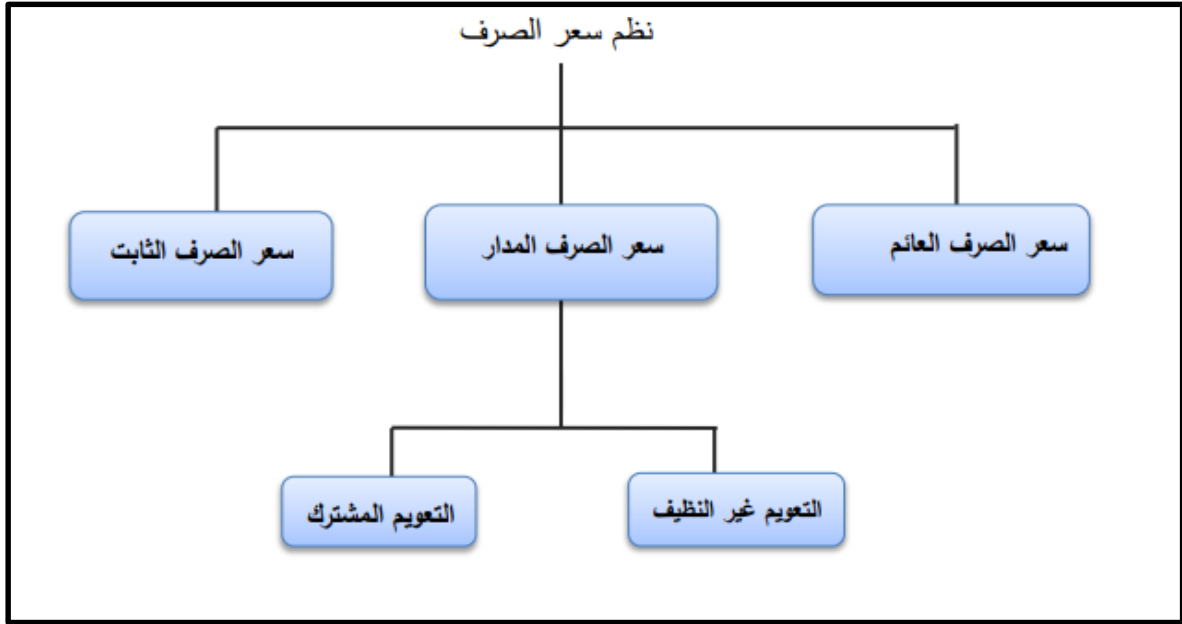 نظم سعر الصرف
سعر الصرف العائم
سعر الصرف المدار
سعر الصرف الثابت
التعويم غير النظيف
التعويم المشترك